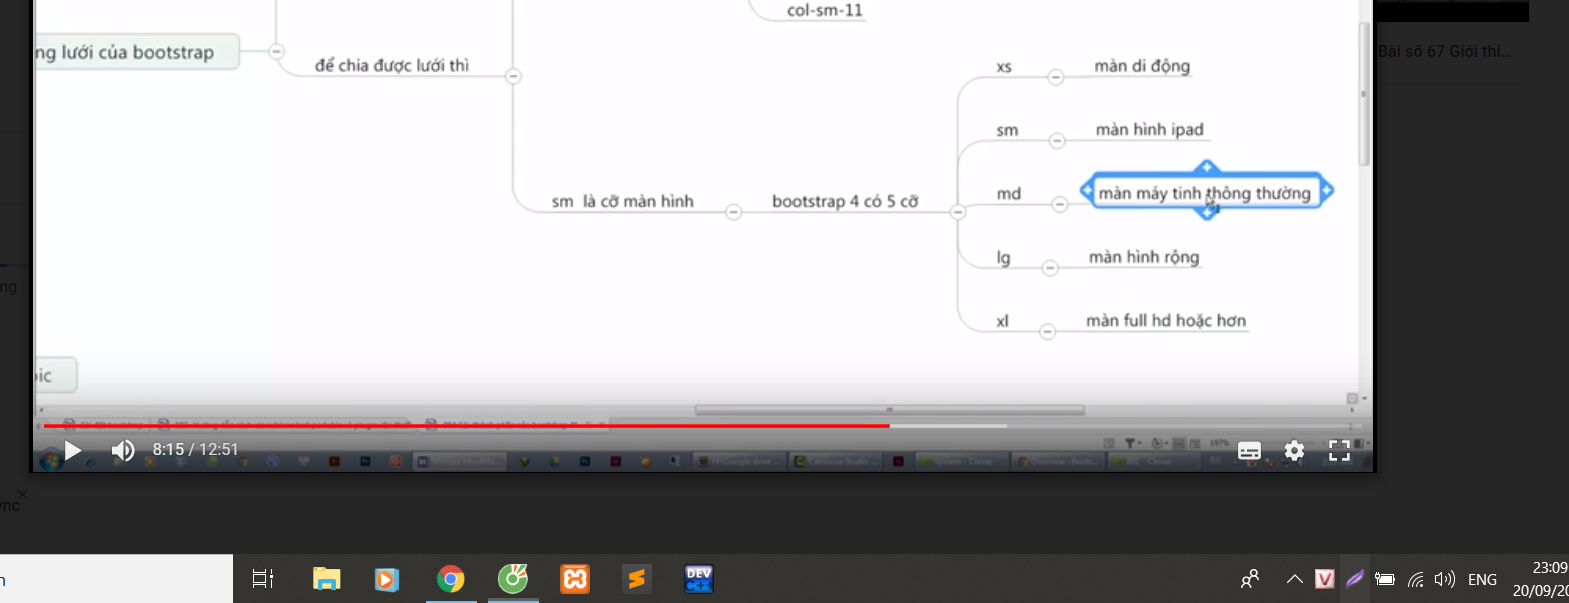 col-sm-11
ng lưới của bootstrap
để chia được lưới thì
xs
màn di động
sm
màn hình ipad
md
màn máy tinh thông thường
sm là cỡ màn hình
bootstrap 4 có 5 cỡ
lg
màn hình rộng
xl
màn full hd hoặc hơn
ic
Bài số 67 Giới thi...
ng
8:15 / 12:51
197%
ync
n
DEV
C++
V
ENG
23:09
20/09/20